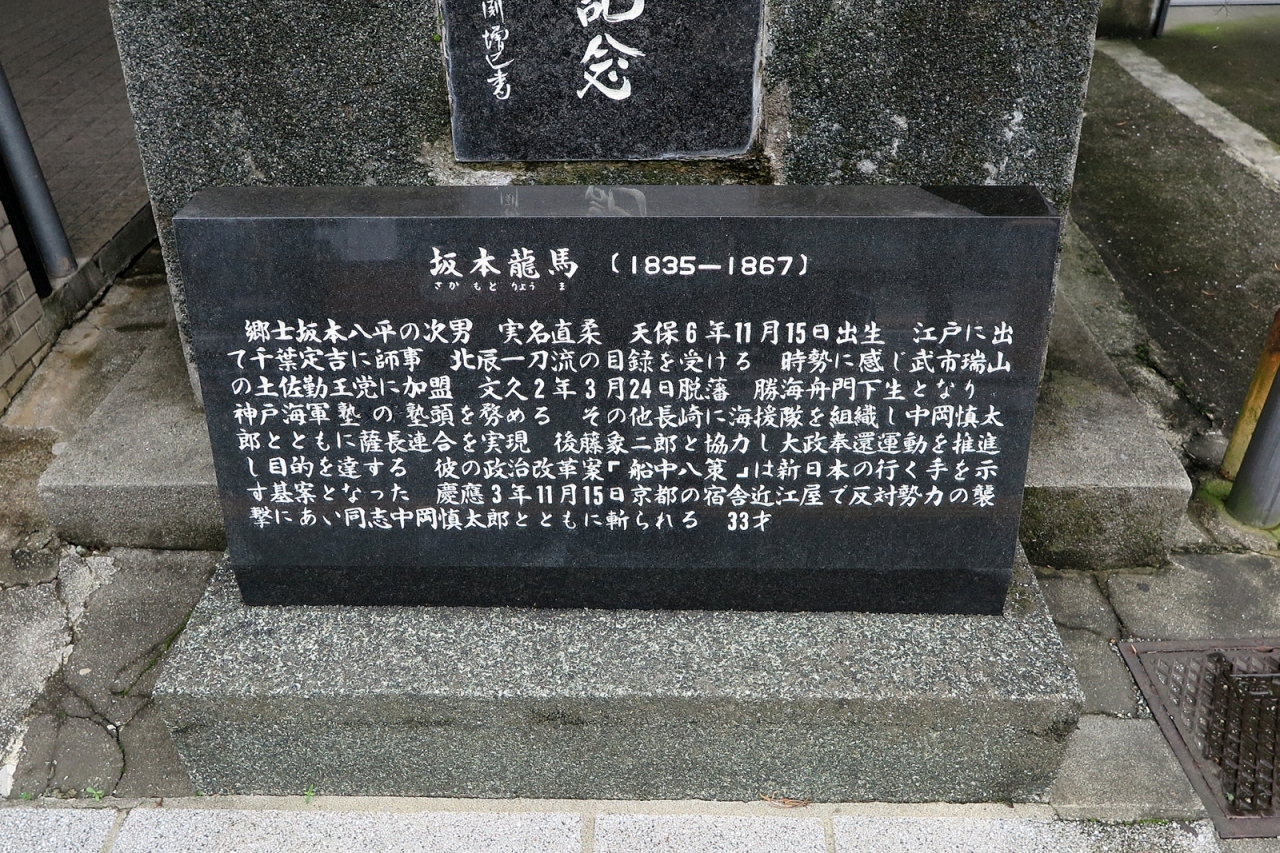 記念
坂本龍馬 (1835—1867)
さか もと りょう ま
郷士坂本八平の次男 実名直柔 天保6年11月15日出生 江戸に出
て千葉定吉に師事 北辰一刀流の目録を受ける 時勢に感じ武市瑞山
の土佐勤王党に加盟 文久2年3月24日脱藩 勝海舟門下生となり
神戸海軍塾の塾頭を務める その他長崎に海援隊を組織し中岡慎太
郎とともに薩長連合を実現 後藤象二郎と協力し大政奉還運動を推進
し目的を達する 彼の政治改革案「船中八策」は新日本の行く手を示
す基案となった 慶應3年11月15日京都の宿舎近江屋で反対勢力の襲
撃にあい同志中岡慎太郎とともに斬られる 33才